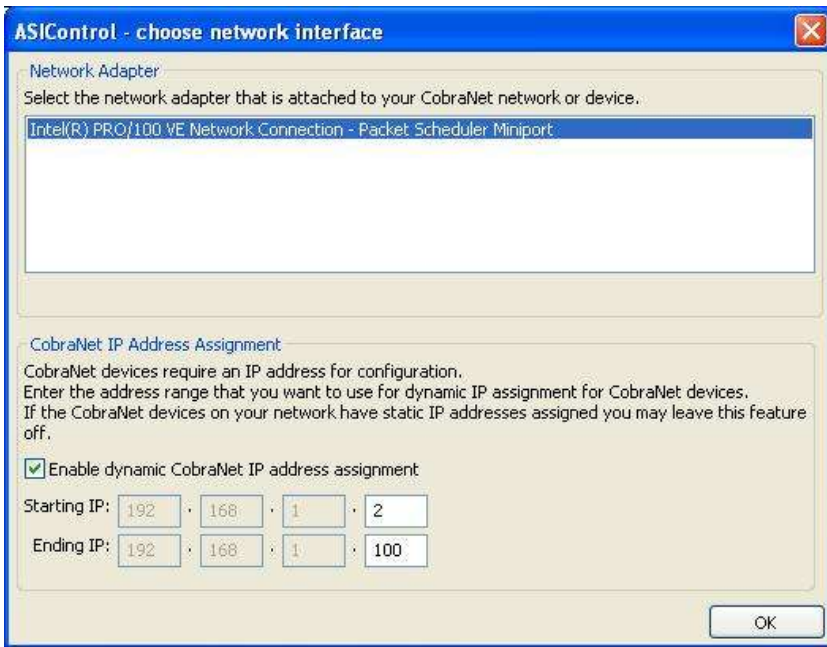 ASIControl - choose network interface
Network Adapter
Select the network adapter that is attached to your CobraNet network or device.
Intel(R) PRO/100 VE Network Connection - Packet Scheduler Miniport
CobraNet IP Address Assignment
CobraNet devices require an IP address for configuration.
Enter the address range that you want to use for dynamic IP assignment for CobraNet devices.
If the CobraNet devices on your network have static IP addresses assigned you may leave this feature
off.
Enable dynamic CobraNet IP address assignment
Starting IP: 192 . 168 . 1 . 2
Ending IP: 192 . 168 . 1 . 100
OK